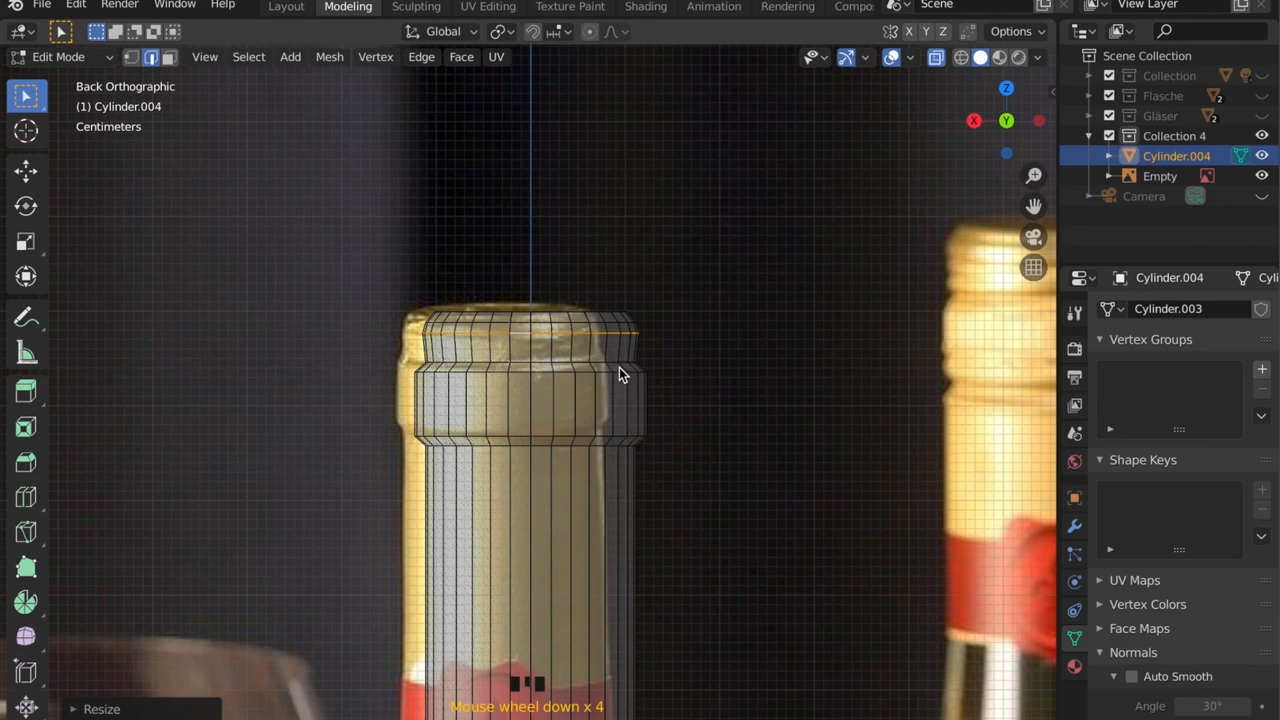 File Edit Render Window Help Layout Modeling Sculpting UV Editing Texture Paint Shading Animation Rendering Compo Scene View Layer
Global X Y Z Options
Edit Mode View Select Add Mesh Vertex Edge Face UV
Back Orthographic
(1) Cylinder.004
Centimeters
Z
X Y
Scene Collection
Collection
Flasche 2
Gläser 2
Collection 4
Cylinder.004
Empty
Camera
Cylinder.004 Cyli
Cylinder.003
Vertex Groups
Shape Keys
UV Maps
Vertex Colors
Face Maps
Normals
Auto Smooth
Angle 30°
Resize
Mouse wheel down x 4